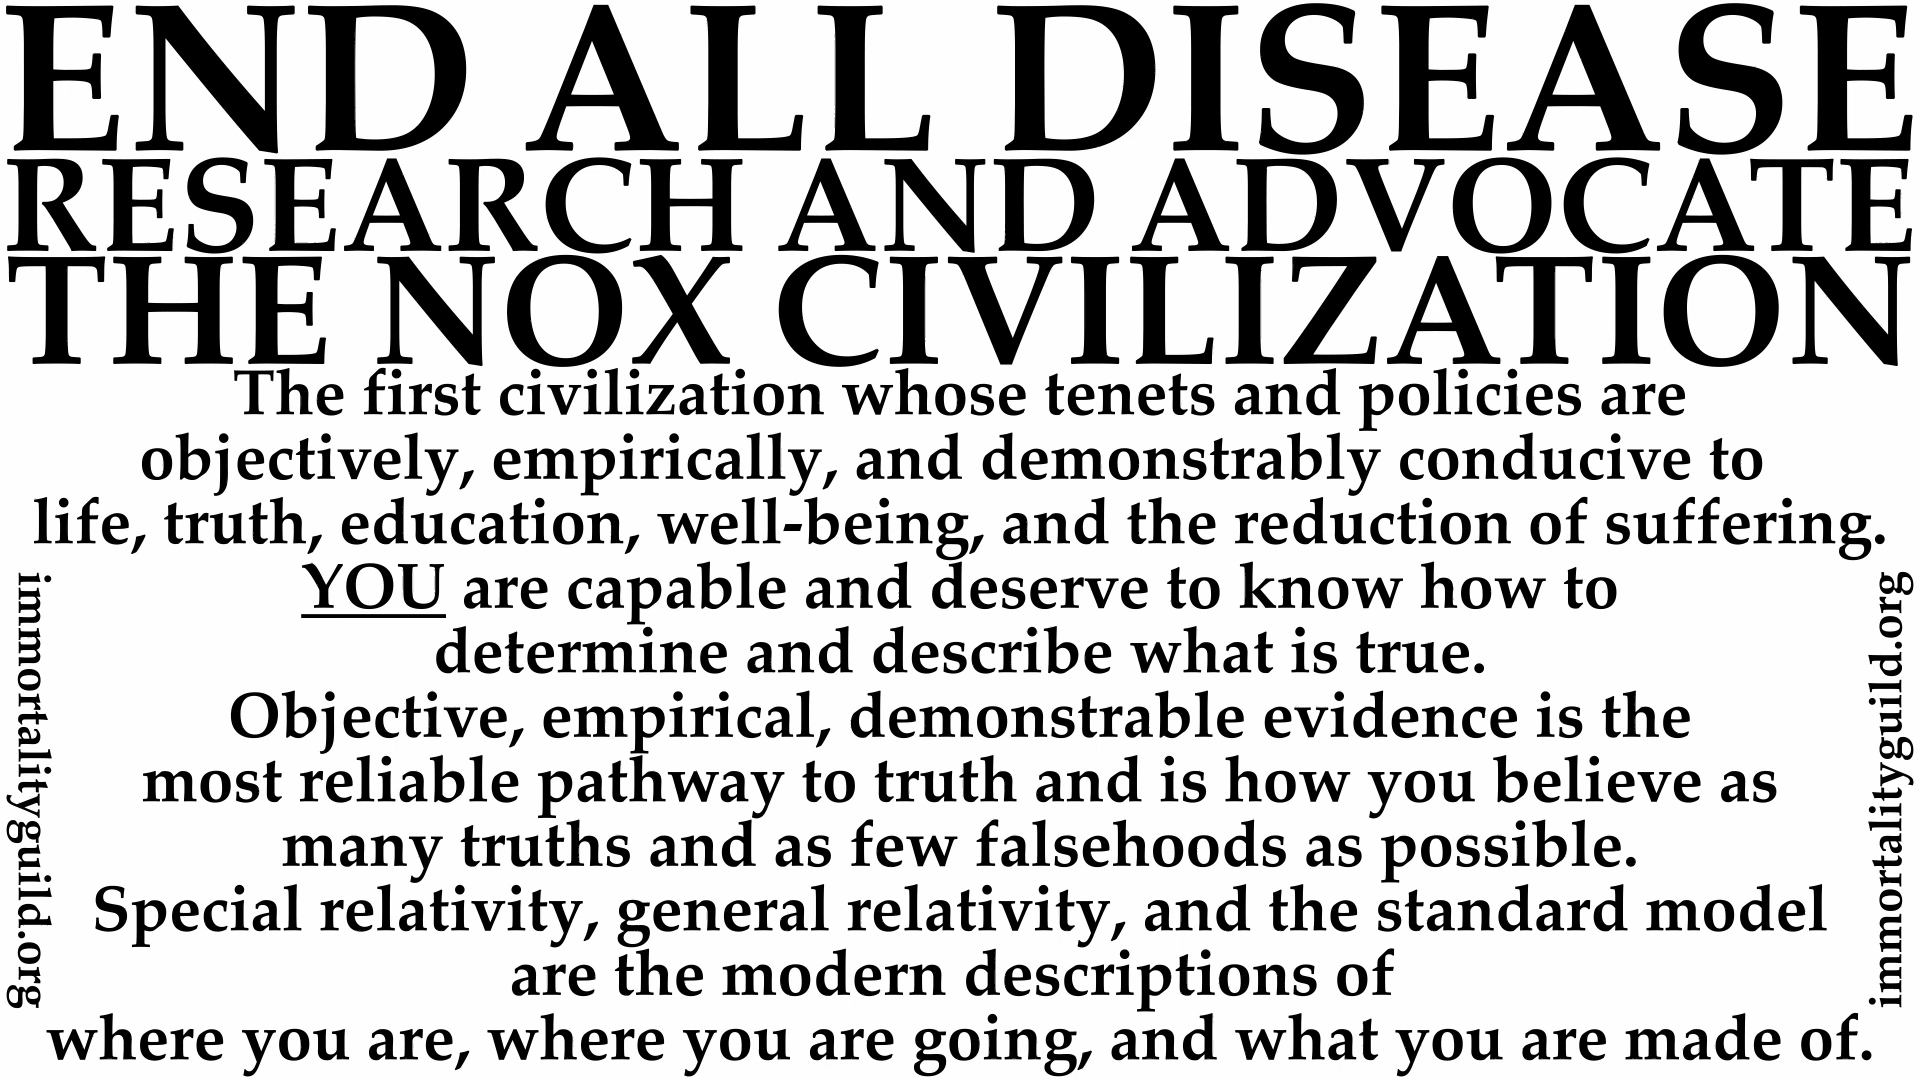 END ALL DISEASE
RESEARCH AND ADVOCATE
THE NOX CIVILIZATION
The first civilization whose tenets and policies are
objectively, empirically, and demonstrably conducive to
life, truth, education, well-being, and the reduction of suffering.
YOU are capable and deserve to know how to
determine and describe what is true.
Objective, empirical, demonstrable evidence is the
most reliable pathway to truth and is how you believe as
many truths and as few falsehoods as possible.
Special relativity, general relativity, and the standard model
are the modern descriptions of
where you are, where you are going, and what you are made of.
immortalityguild.org
immortalityguild.org